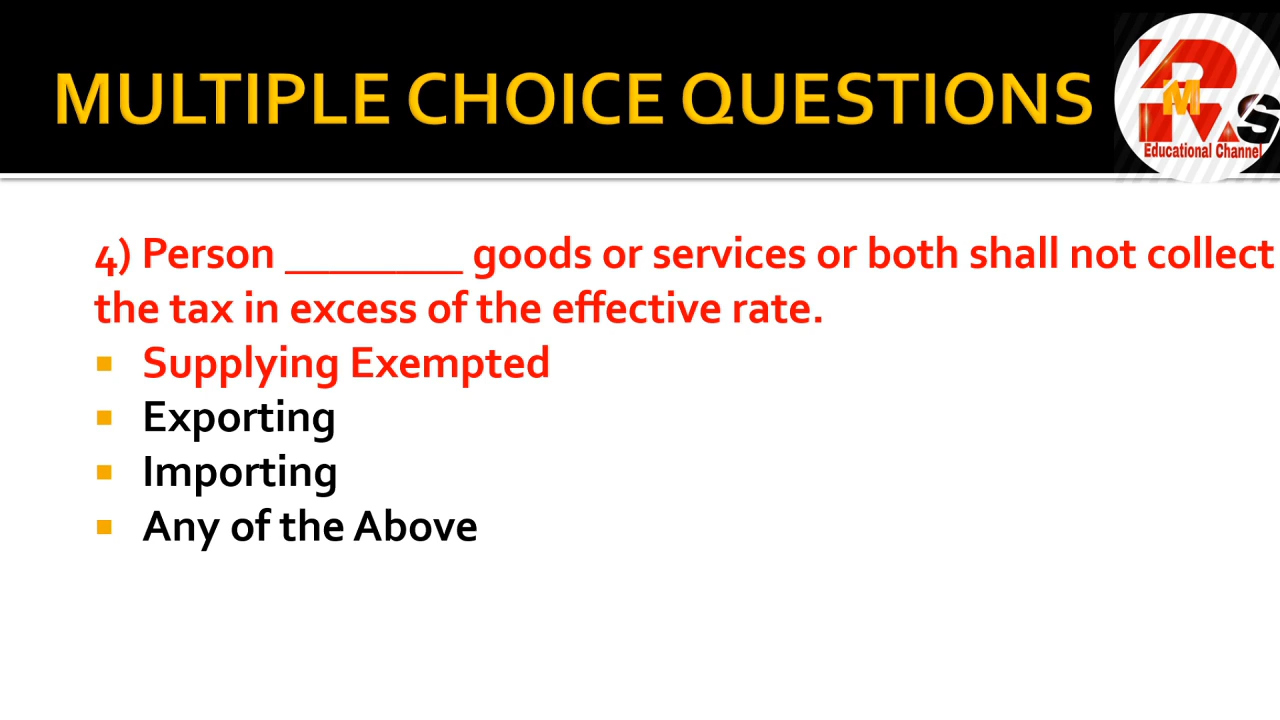 MULTIPLE CHOICE QUESTIONS
M
S
Educational Channel
4) Person ________ goods or services or both shall not collect
the tax in excess of the effective rate.
Supplying Exempted
Exporting
Importing
Any of the Above